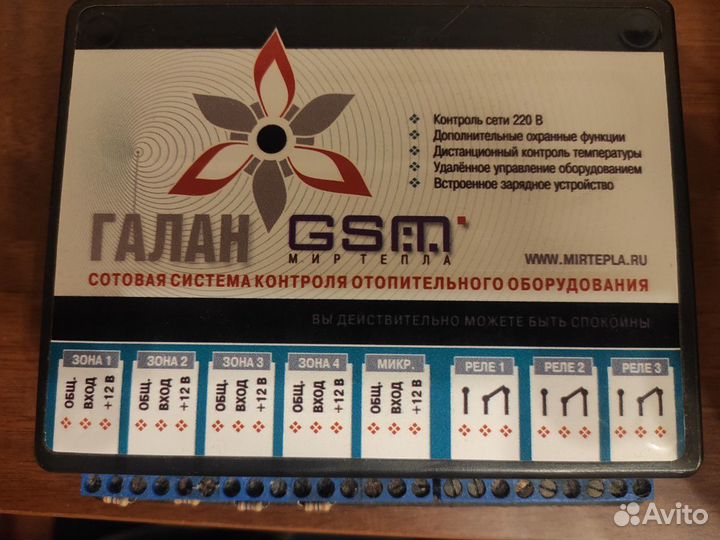 Контроль сети 220 В
Дополнительные охранные функции
Дистанционный контроль температуры
Удалённое управление оборудованием
Встроенное зарядное устройство
ГАЛАН GSM
МИР ТЕПЛА
WWW.MIRTEPLA.RU
СОТОВАЯ СИСТЕМА КОНТРОЛЯ ОТОПИТЕЛЬНОГО ОБОРУДОВАНИЯ
ВЫ ДЕЙСТВИТЕЛЬНО МОЖЕТЕ БЫТЬ СПОКОЙНЫ
ЗОНА 1 ЗОНА 2 ЗОНА 3 ЗОНА 4 МИКР. РЕЛЕ 1 РЕЛЕ 2 РЕЛЕ 3
ОБЩ. ВХОД +12 В ОБЩ. ВХОД +12 В ОБЩ. ВХОД +12 В ОБЩ. ВХОД +12 В ОБЩ. ВХОД +12 В
Avito